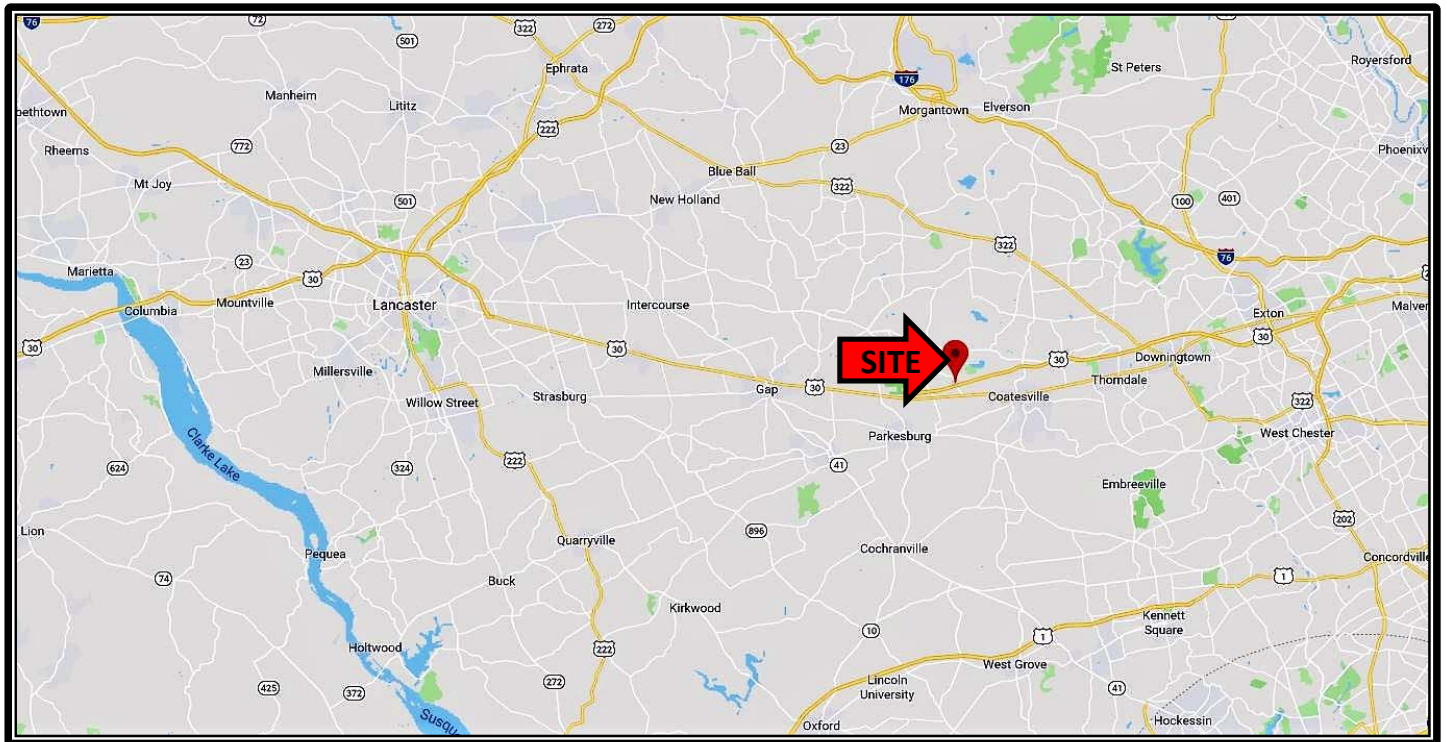 76
72
322
272
501
Ephrata
176
St Peters
Royersford
Manheim
Lititz
Morgantown
Elverson
bethtown
222
772
23
Rheems
Phoenixv
Blue Ball
Mt Joy
322
501
New Holland
100
401
322
23
76
Marietta
30
Columbia
Mountville
Lancaster
Intercourse
Exton
Malver
30
30
30
SITE
30
Downingtown
Millersville
Thorndale
Gap
30
Willow Street
Strasburg
Coatesville
322
West Chester
Parkesburg
Clarke Lake
624
324
222
41
Embreeville
202
Lion
896
Quarryville
Cochranville
Pequea
Concordville
74
Buck
1
Kirkwood
Kennett
Square
10
1
Holtwood
222
West Grove
425
372
272
Lincoln
University
41
Susqu
Oxford
Hockessin